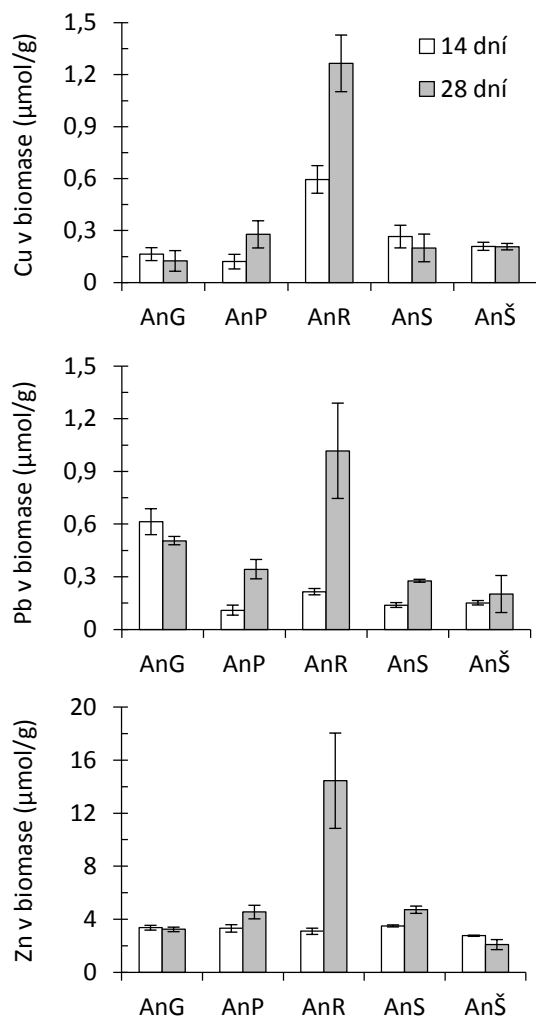 Cu v biomase (µmol/g)
1,5
1,2
0,9
0,6
0,3
0
14 dní
28 dní
AnG AnP AnR AnS AnŠ
Pb v biomase (µmol/g)
1,5
1,2
0,9
0,6
0,3
0
AnG AnP AnR AnS AnŠ
Zn v biomase (µmol/g)
20
16
12
8
4
0
AnG AnP AnR AnS AnŠ